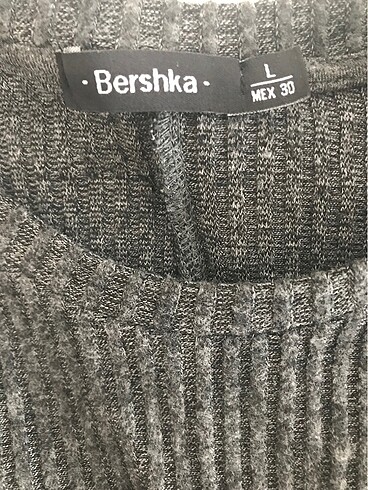 · Bershka ·
L
MEX 30